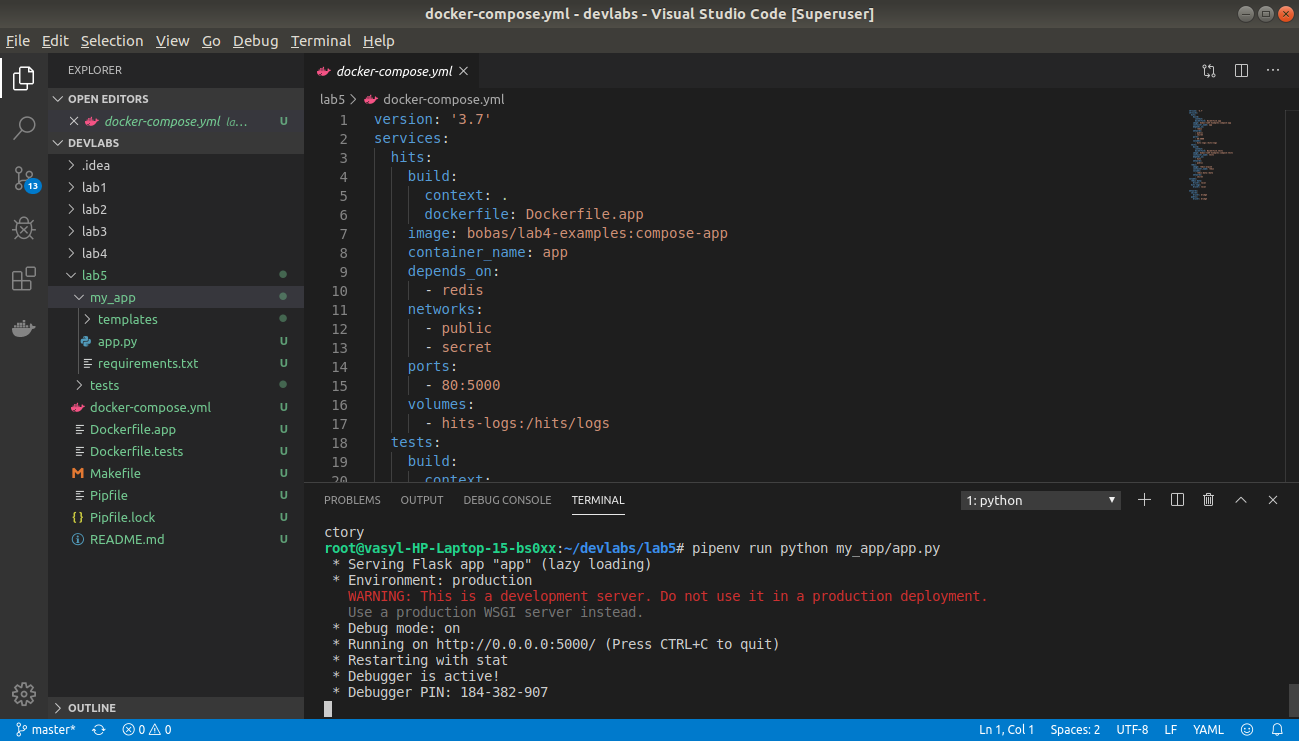 docker-compose.yml - devlabs - Visual Studio Code [Superuser]
File Edit Selection View Go Debug Terminal Help
EXPLORER
OPEN EDITORS
docker-compose.yml la... U
DEVLABS
.idea
lab1
lab2
lab3
lab4
lab5
my_app
templates
app.py U
requirements.txt U
tests
docker-compose.yml U
Dockerfile.app U
Dockerfile.tests U
Makefile U
Pipfile U
Pipfile.lock U
README.md U
OUTLINE
13
docker-compose.yml
lab5 > docker-compose.yml
1 version: '3.7'
2 services:
3 hits:
4 build:
5 context: .
6 dockerfile: Dockerfile.app
7 image: bobas/lab4-examples:compose-app
8 container_name: app
9 depends_on:
10 - redis
11 networks:
12 - public
13 - secret
14 ports:
15 - 80:5000
16 volumes:
17 - hits-logs:/hits/logs
18 tests:
19 build:
20 context:
PROBLEMS OUTPUT DEBUG CONSOLE TERMINAL 1: python
ctory
root@vasyl-HP-Laptop-15-bs0xx:~/devlabs/lab5# pipenv run python my_app/app.py
* Serving Flask app "app" (lazy loading)
* Environment: production
WARNING: This is a development server. Do not use it in a production deployment.
Use a production WSGI server instead.
* Debug mode: on
* Running on http://0.0.0.0:5000/ (Press CTRL+C to quit)
* Restarting with stat
* Debugger is active!
* Debugger PIN: 184-382-907
master* 0 0 Ln 1, Col 1 Spaces: 2 UTF-8 LF YAML